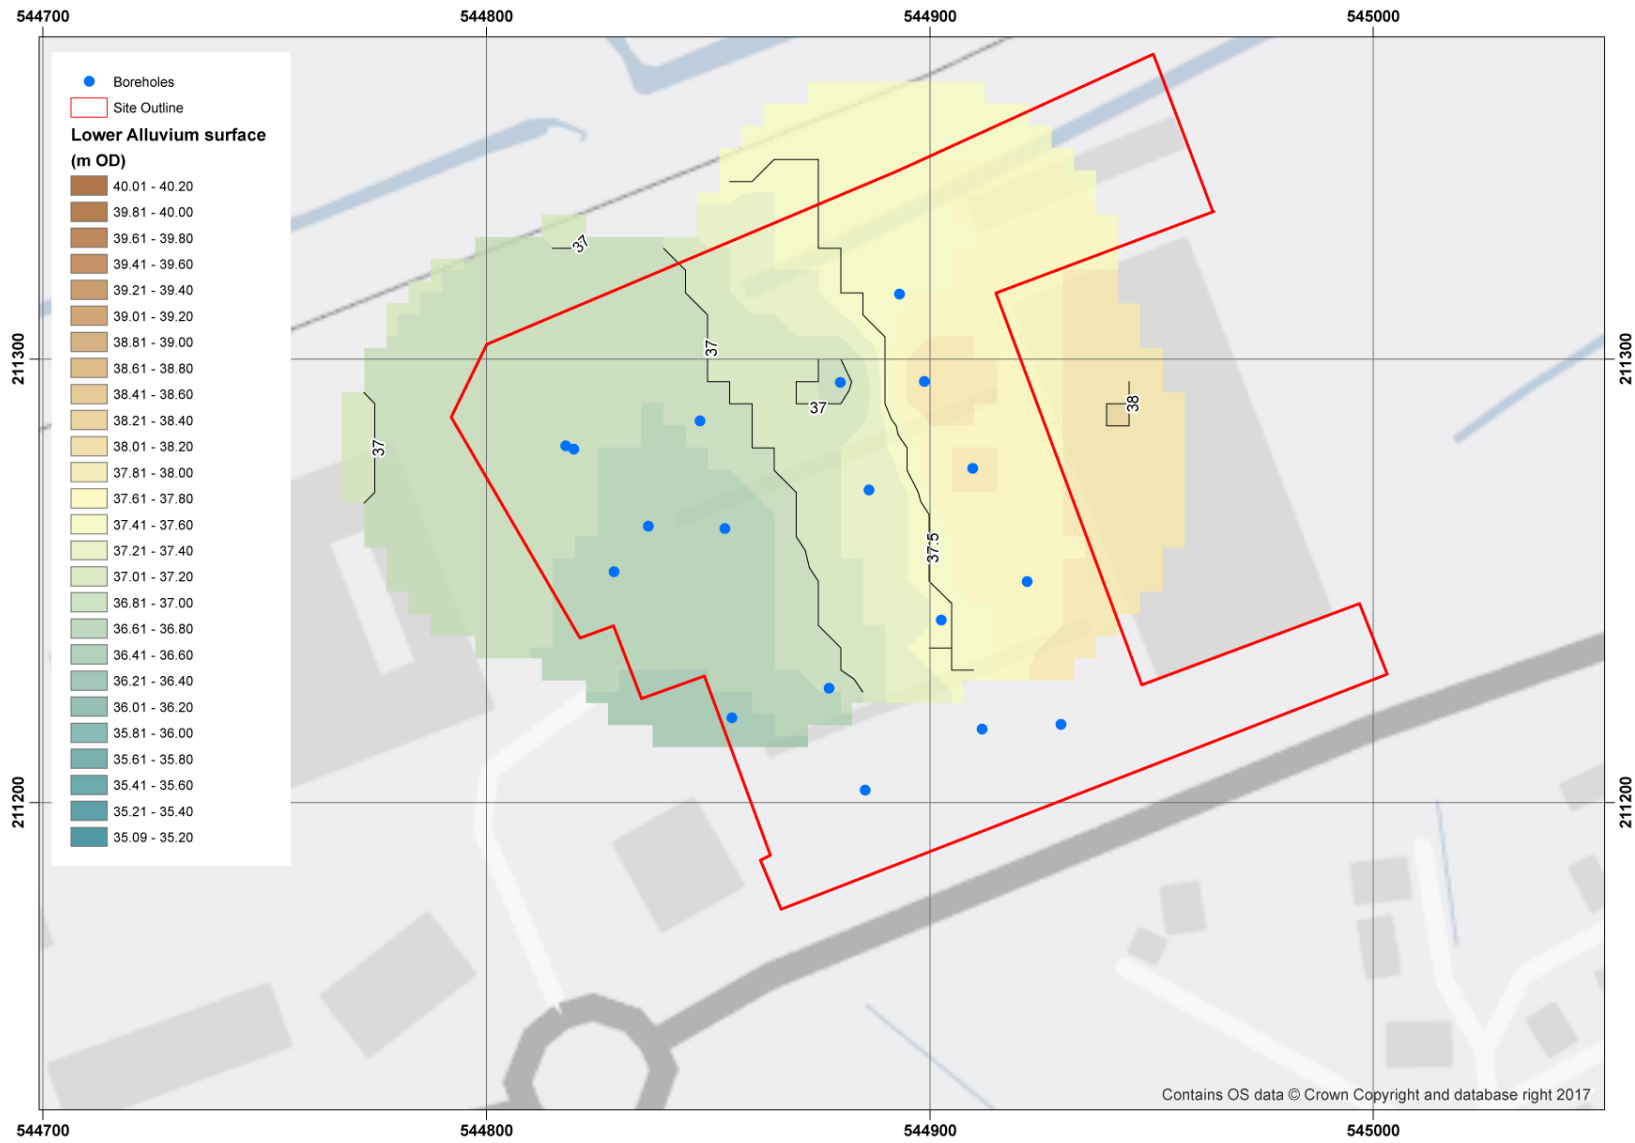 544700 544800 544900 545000
Boreholes
Site Outline
Lower Alluvium surface
(m OD)
40.01 - 40.20
39.81 - 40.00
39.61 - 39.80
39.41 - 39.60
39.21 - 39.40
39.01 - 39.20
38.81 - 39.00
38.61 - 38.80
38.41 - 38.60
38.21 - 38.40
38.01 - 38.20
37.81 - 38.00
37.61 - 37.80
37.41 - 37.60
37.21 - 37.40
37.01 - 37.20
36.81 - 37.00
36.61 - 36.80
36.41 - 36.60
36.21 - 36.40
36.01 - 36.20
35.81 - 36.00
35.61 - 35.80
35.41 - 35.60
35.21 - 35.40
35.09 - 35.20
37
37
37
37
37.5
38
211300
211300
211200
211200
Contains OS data © Crown Copyright and database right 2017
544700 544800 544900 545000